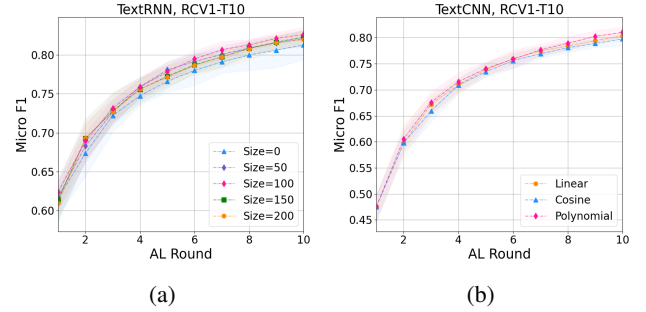 TextRNN, RCV1-T10
Micro F1
0.80
0.75
0.70
0.65
0.60
Size=0
Size=50
Size=100
Size=150
Size=200
2 4 6 8 10
AL Round
(a)
TextCNN, RCV1-T10
Micro F1
0.80
0.75
0.70
0.65
0.60
0.55
0.50
0.45
Linear
Cosine
Polynomial
2 4 6 8 10
AL Round
(b)